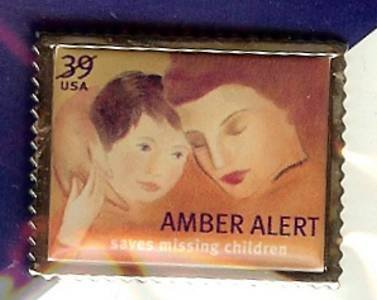 39
USA
AMBER ALERT
saves missing children